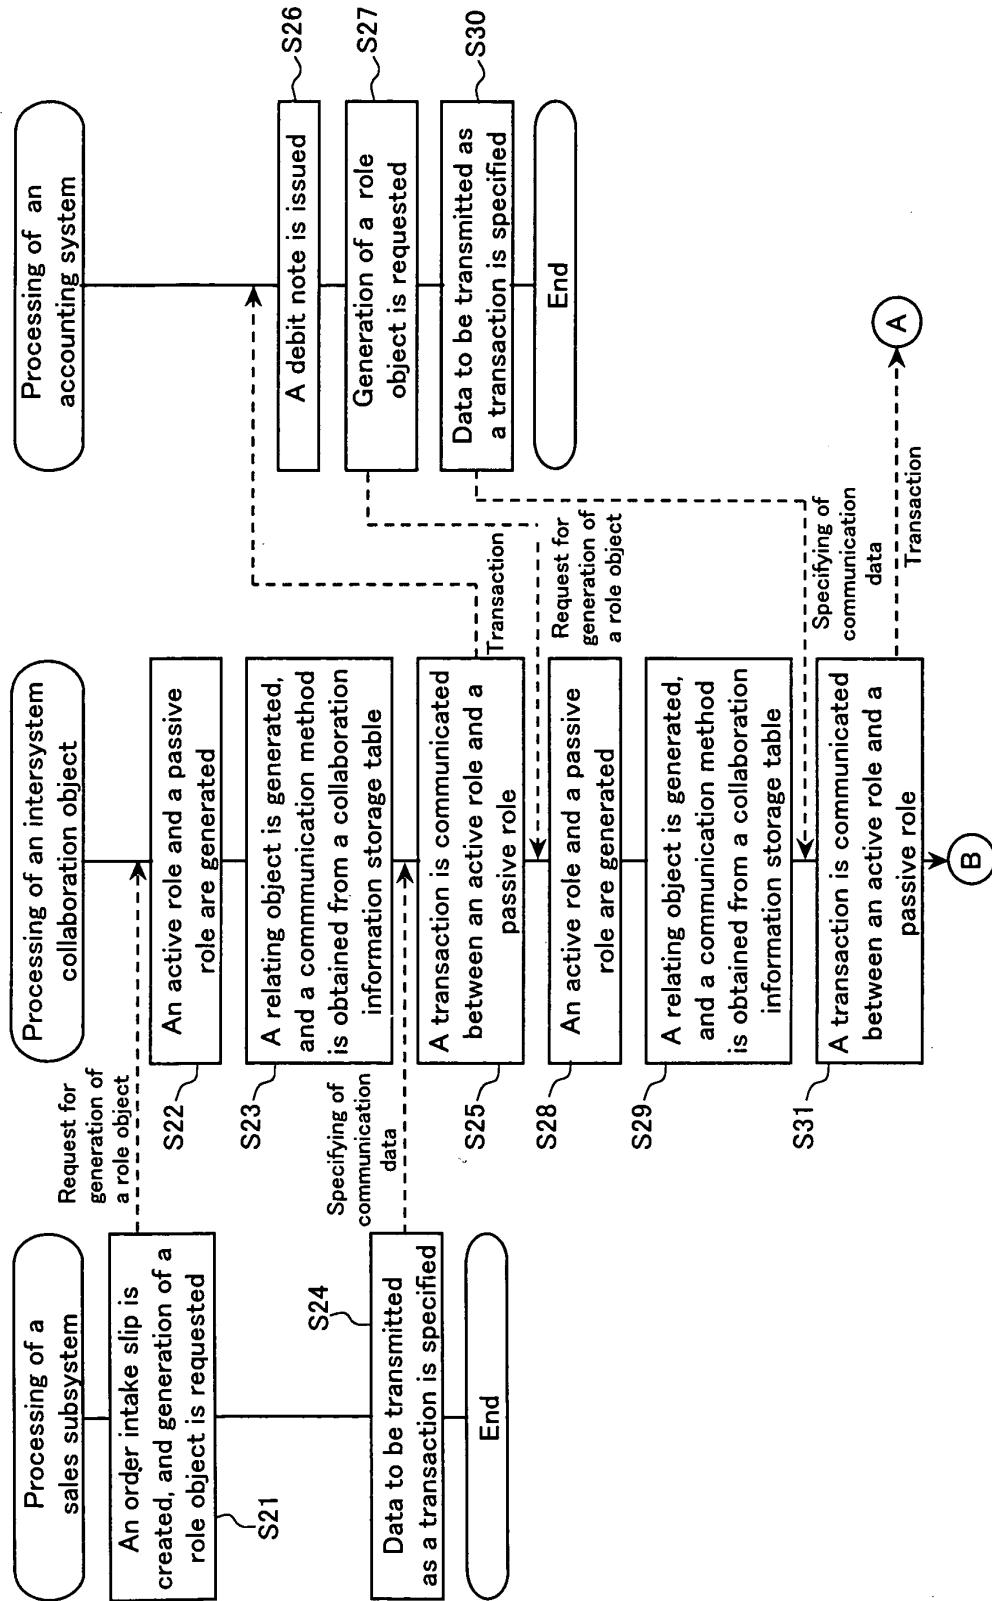 Processing of a
sales subsystem
An order intake slip is
created, and generation of a
role object is requested
S21
S24
Data to be transmitted
as a transaction is specified
End
Request for
generation of
a role object
Specifying of
communication
data
Processing of an intersystem
collaboration object
An active role and a passive
role are generated
S22
A relating object is generated,
and a communication method
is obtained from a collaboration
information storage table
S23
A transaction is communicated
between an active role and a
passive role
S25
An active role and a passive
role are generated
S28
A relating object is generated,
and a communication method
is obtained from a collaboration
information storage table
S29
A transaction is communicated
between an active role and a
passive role
S31
B
Transaction
Request for
generation of
a role object
Specifying of
communication
data
Transaction
A
Processing of an
accounting system
A debit note is issued
S26
Generation of a role
object is requested
S27
Data to be transmitted as
a transaction is specified
S30
End